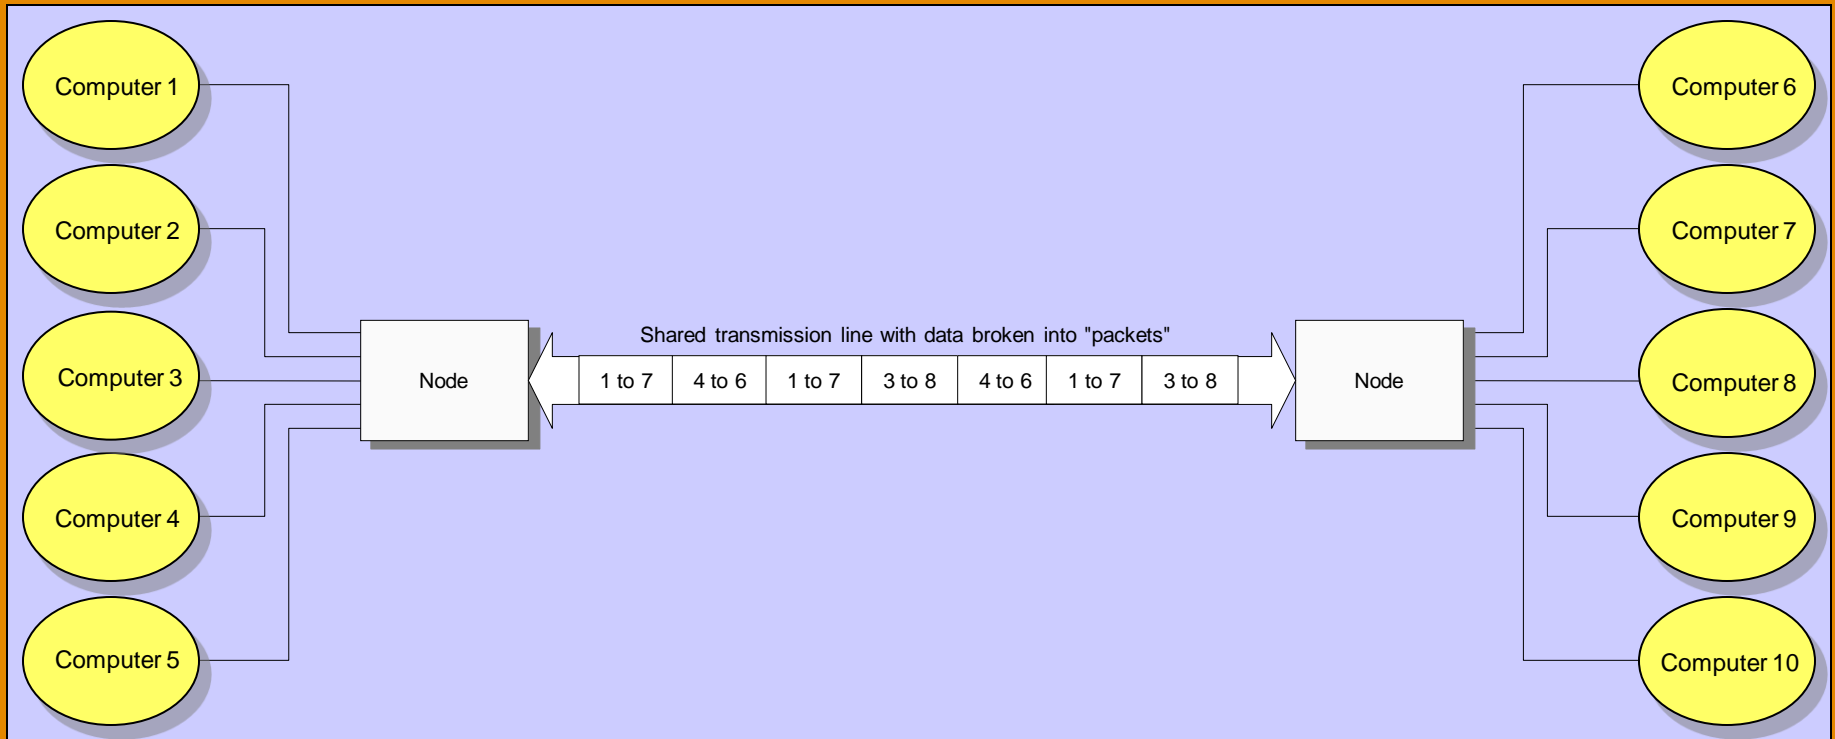 Computer 1
Computer 6
Computer 2
Computer 7
Shared transmission line with data broken into "packets"
Computer 3
Node
1 to 7
4 to 6
1 to 7
3 to 8
4 to 6
1 to 7
3 to 8
Node
Computer 8
Computer 4
Computer 9
Computer 5
Computer 10